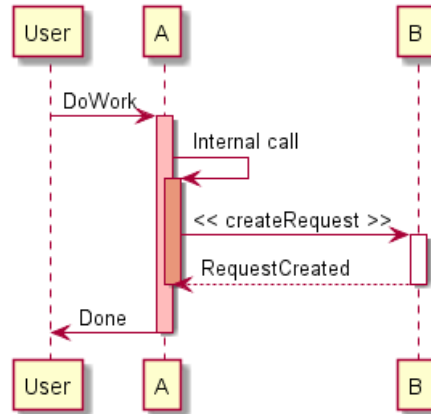 User A B
DoWork
Internal call
<< createRequest >>
RequestCreated
Done
User A B